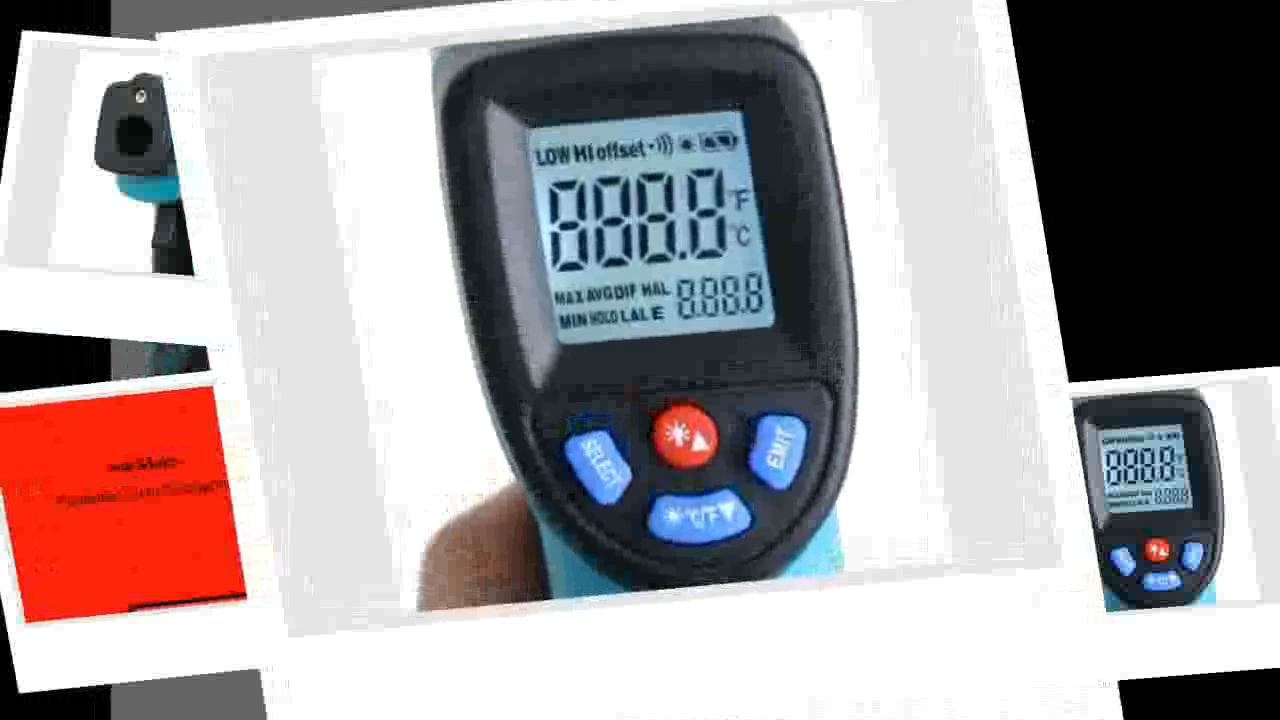 LOW HI offset
888.8 °F
°C
MAX AVG DIF HAL 888.8
MIN HOLD LAL E
SELECT
EMIT
°C/°F